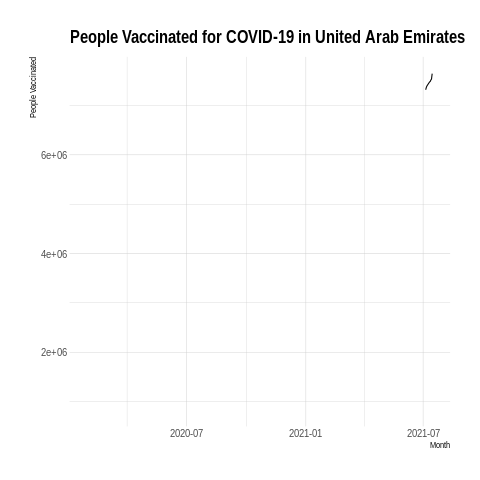 People Vaccinated for COVID-19 in United Arab Emirates
People Vaccinated
6e+06
4e+06
2e+06
2020-07
2021-01
2021-07
Month